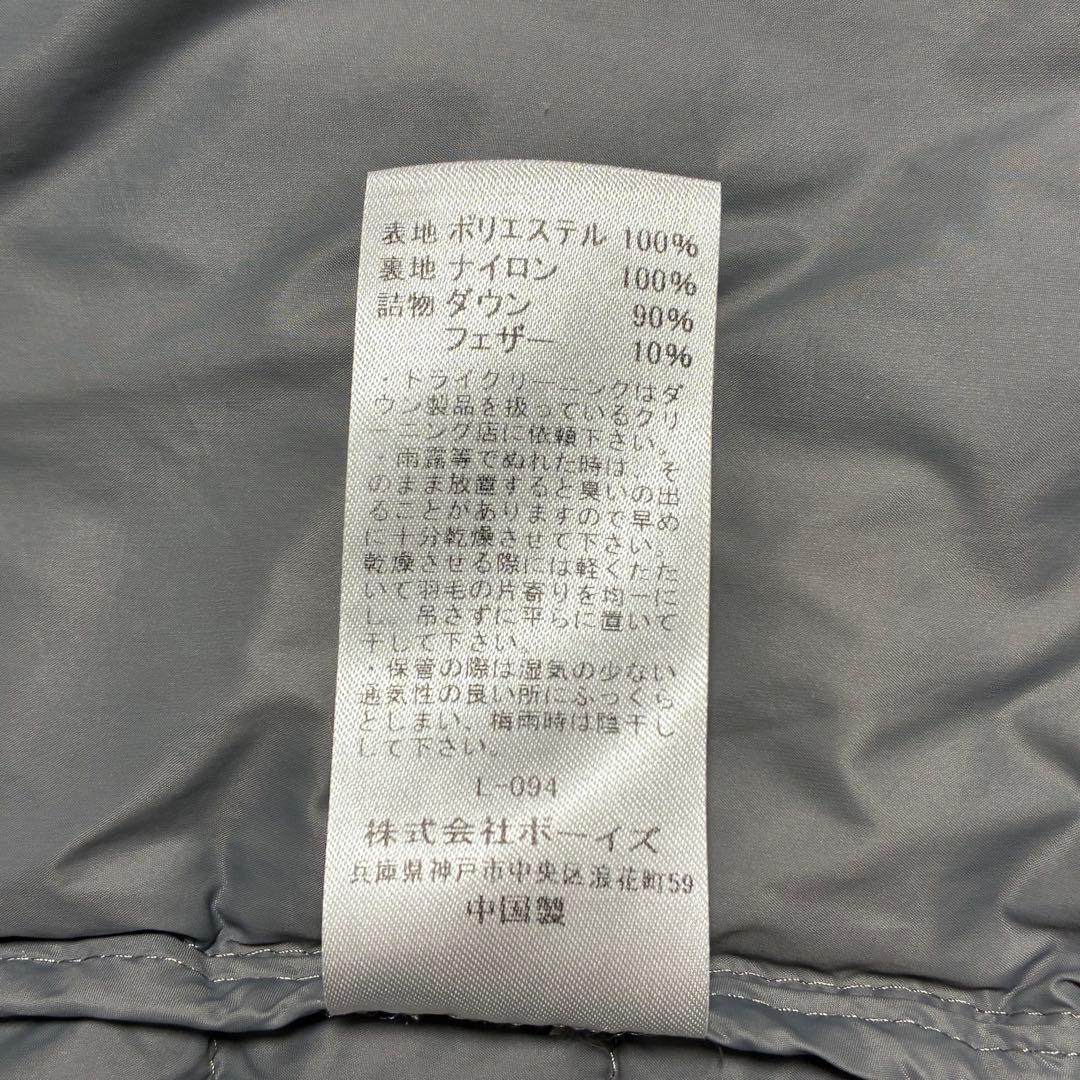 表地 ポリエステル 100%
裏地 ナイロン 100%
詰物 ダウン 90%
フェザー 10%
・ドライクリーニングはダ
ウン製品を扱っているクリ
ーニング店に依頼下さい。
・雨露等でぬれた時は、そ
のまま放置すると臭いの出
ることがありますので早め
に十分乾燥させて下さい。
乾燥させる際には軽くたた
いて羽毛の片寄りを均一に
し、吊さずに平らに置いて
干して下さい。
・保管の際は湿気の少ない
通気性の良い所にふっくら
としまい、梅雨時は陰干し
して下さい。
L-094
株式会社ボーイズ
兵庫県神戸市中央区浪花町59
中国製